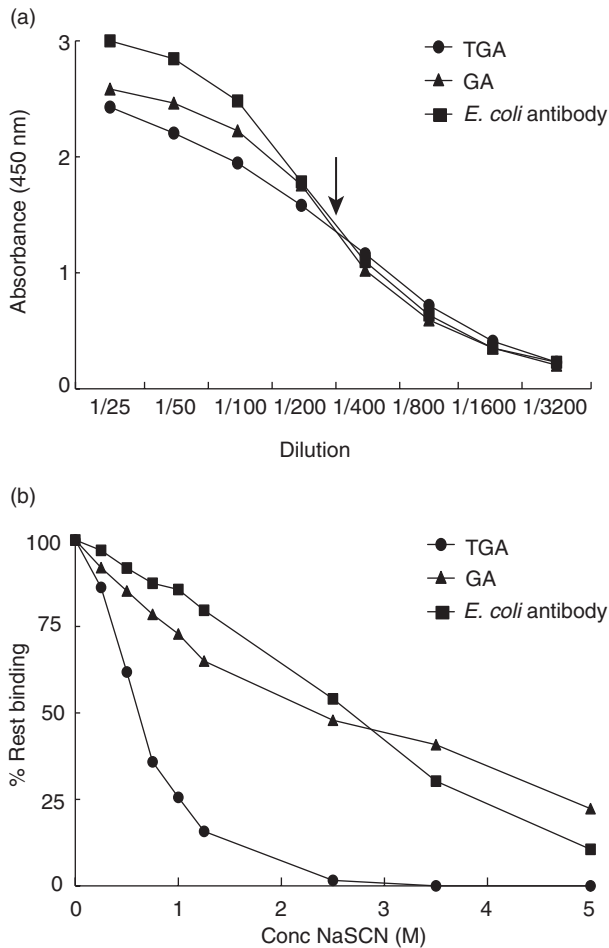 (a)
3
2
1
0
Absorbance (450 nm)
TGA
GA
E. coli antibody
1/25 1/50 1/100 1/200 1/400 1/800 1/1600 1/3200
Dilution
(b)
100
75
50
25
0
% Rest binding
TGA
GA
E. coli antibody
0 1 2 3 4 5
Conc NaSCN (M)